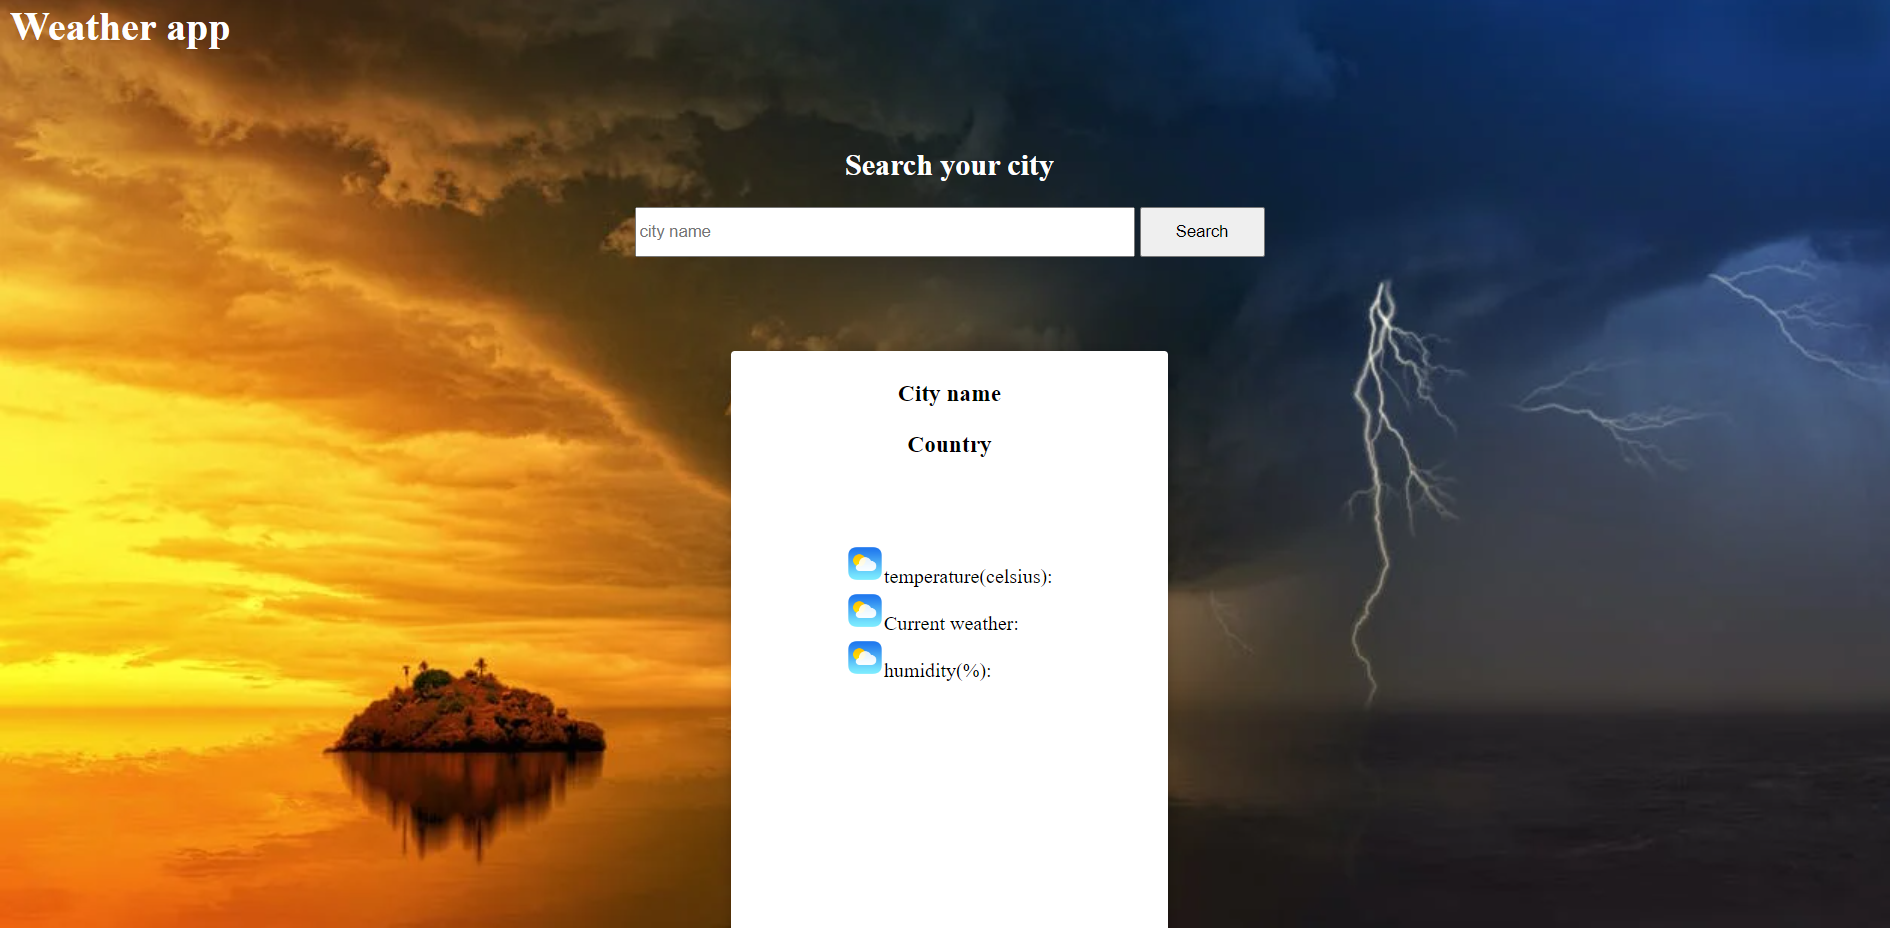 Weather app
Search your city
city name
Search
City name
Country
temperature(celsius):
Current weather:
humidity(%):